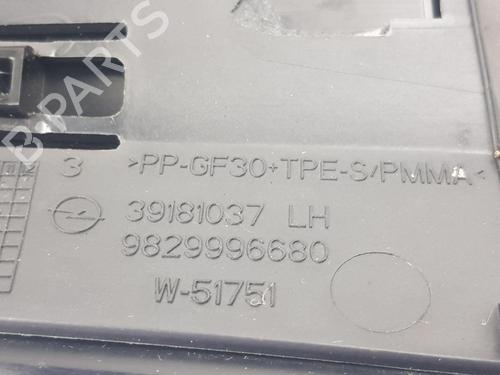 3 >PP-GF30+TPE-S/PMMA<
39181037 LH
9829996680
W-51751
B-PARTS